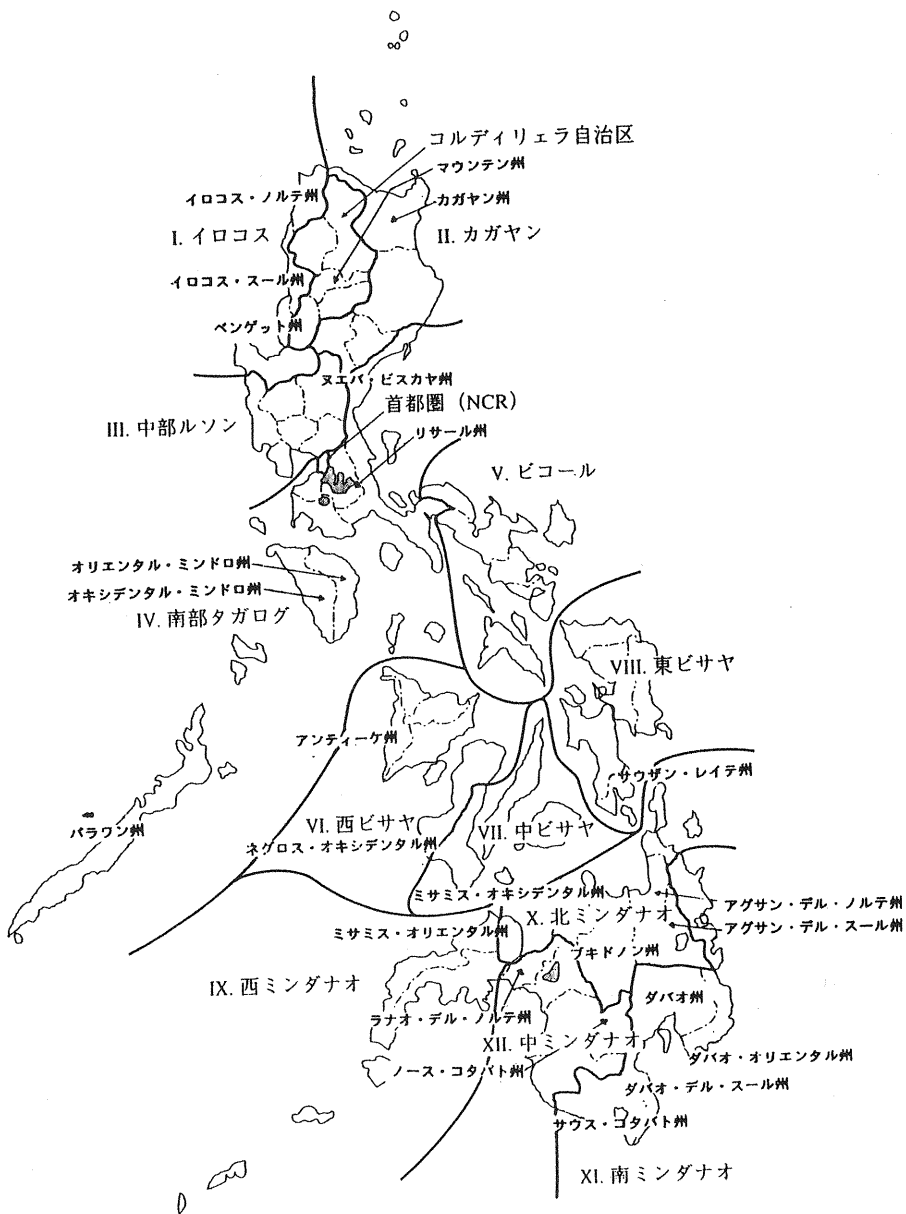 コルディリェラ自治区
マウンテン州
イロコス・ノルテ州
カガヤン州
I. イロコス
II. カガヤン
イロコス・スール州
ベンゲット州
ヌエバ・ビスカヤ州
首都圏（NCR）
III. 中部ルソン
リサール州
V. ビコール
オリエンタル・ミンドロ州
オキシデンタル・ミンドロ州
IV. 南部タガログ
VIII. 東ビサヤ
アンティーケ州
サウザン・レイテ州
VI. 西ビサヤ
VII. 中ビサヤ
パラワン州
ネグロス・オキシデンタル州
ミサミス・オキシデンタル州
アグサン・デル・ノルテ州
X. 北ミンダナオ
アグサン・デル・スール州
ミサミス・オリエンタル州
ブキドノン州
IX. 西ミンダナオ
ダバオ州
ラナオ・デル・ノルテ州
XII. 中ミンダナオ
ダバオ・オリエンタル州
ノース・コタバト州
ダバオ・デル・スール州
サウス・コタバト州
XI. 南ミンダナオ